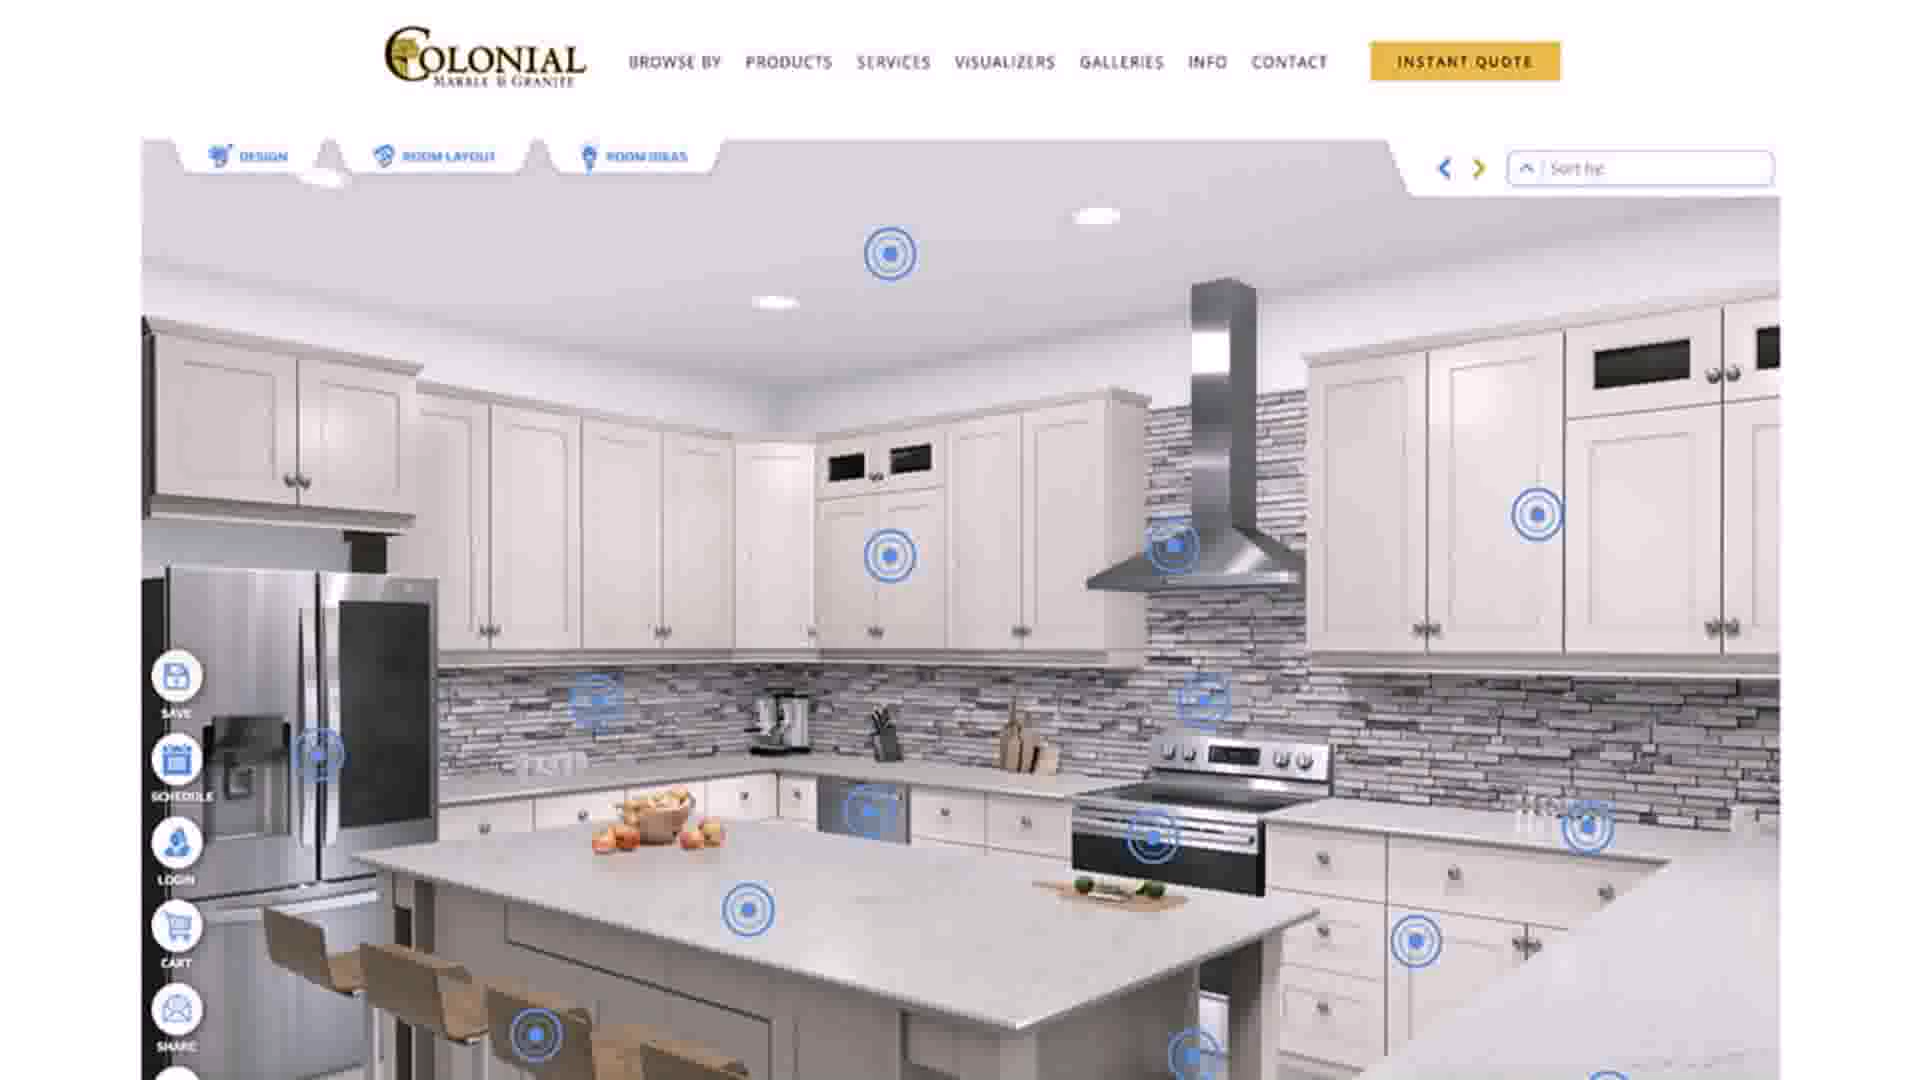 COLONIAL
MARBLE & GRANITE
BROWSE BY PRODUCTS SERVICES VISUALIZERS GALLERIES INFO CONTACT INSTANT QUOTE
DESIGN ROOM LAYOUT ROOM IDEAS
Sort by:
SAVE
SCHEDULE
LOGIN
CART
SHARE